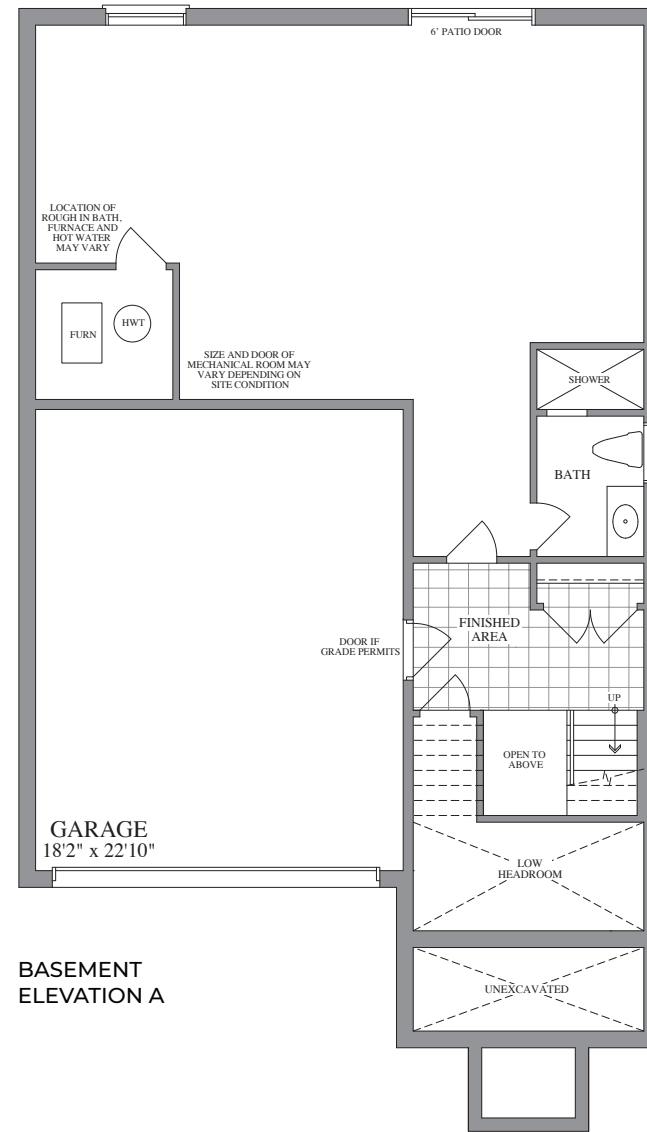 6' PATIO DOOR
LOCATION OF
ROUGH IN BATH,
FURNACE AND
HOT WATER
MAY VARY
FURN
HWT
SIZE AND DOOR OF
MECHANICAL ROOM MAY
VARY DEPENDING ON
SITE CONDITION
SHOWER
BATH
FINISHED
AREA
DOOR IF
GRADE PERMITS
UP
OPEN TO
ABOVE
GARAGE
18'2" x 22'10"
LOW
HEADROOM
UNEXCAVATED
BASEMENT
ELEVATION A